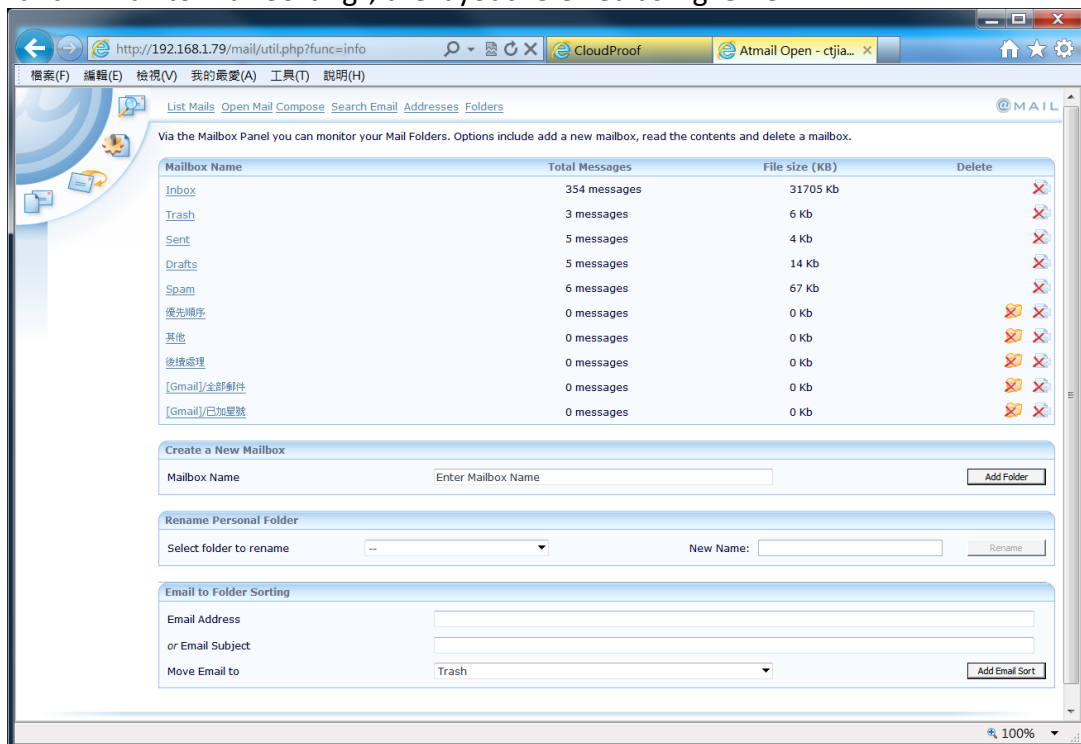 http://192.168.1.79/mail/util.php?func=info
CloudProof
Atmail Open - ctjia...
檔案(F) 編輯(E) 檢視(V) 我的最愛(A) 工具(T) 說明(H)
List Mails Open Mail Compose Search Email Addresses Folders
@MAIL
Via the Mailbox Panel you can monitor your Mail Folders. Options include add a new mailbox, read the contents and delete a mailbox.
Mailbox Name Total Messages File size (KB) Delete
Inbox 354 messages 31705 Kb
Trash 3 messages 6 Kb
Sent 5 messages 4 Kb
Drafts 5 messages 14 Kb
Spam 6 messages 67 Kb
優先順序 0 messages 0 Kb
其他 0 messages 0 Kb
後續處理 0 messages 0 Kb
[Gmail]/全部郵件 0 messages 0 Kb
[Gmail]/已加星號 0 messages 0 Kb
Create a New Mailbox
Mailbox Name Enter Mailbox Name Add Folder
Rename Personal Folder
Select folder to rename -- New Name: Rename
Email to Folder Sorting
Email Address
or Email Subject
Move Email to Trash Add Email Sort
100%